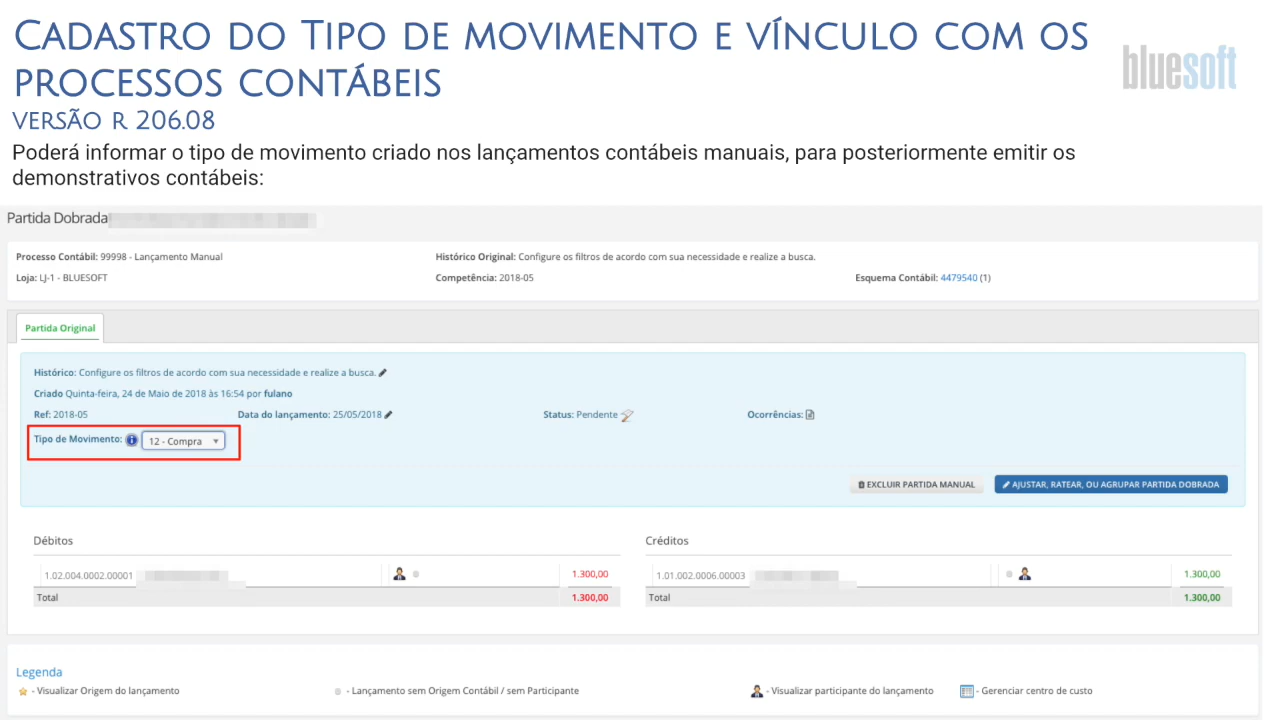 CADASTRO DO TIPO DE MOVIMENTO E VÍNCULO COM OS
PROCESSOS CONTÁBEIS
VERSÃO R 206.08
bluesoft
Poderá informar o tipo de movimento criado nos lançamentos contábeis manuais, para posteriormente emitir os
demonstrativos contábeis:
Partida Dobrada
Processo Contábil: 99998 - Lançamento Manual
Histórico Original: Configure os filtros de acordo com sua necessidade e realize a busca.
Loja: LJ-1 - BLUESOFT
Competência: 2018-05
Esquema Contábil: 4479540 (1)
Partida Original
Histórico: Configure os filtros de acordo com sua necessidade e realize a busca.
Criado Quinta-feira, 24 de Maio de 2018 às 16:54 por fulano
Ref: 2018-05
Data do lançamento: 25/05/2018
Status: Pendente
Ocorrências:
Tipo de Movimento: 12 - Compra
EXCLUIR PARTIDA MANUAL
AJUSTAR, RATEAR, OU AGRUPAR PARTIDA DOBRADA
Débitos
Créditos
1.02.004.0002.00001
1.300,00
1.01.002.0006.00003
1.300,00
Total
1.300,00
Total
1.300,00
Legenda
- Visualizar Origem do lançamento
- Lançamento sem Origem Contábil / sem Participante
- Visualizar participante do lançamento
- Gerenciar centro de custo